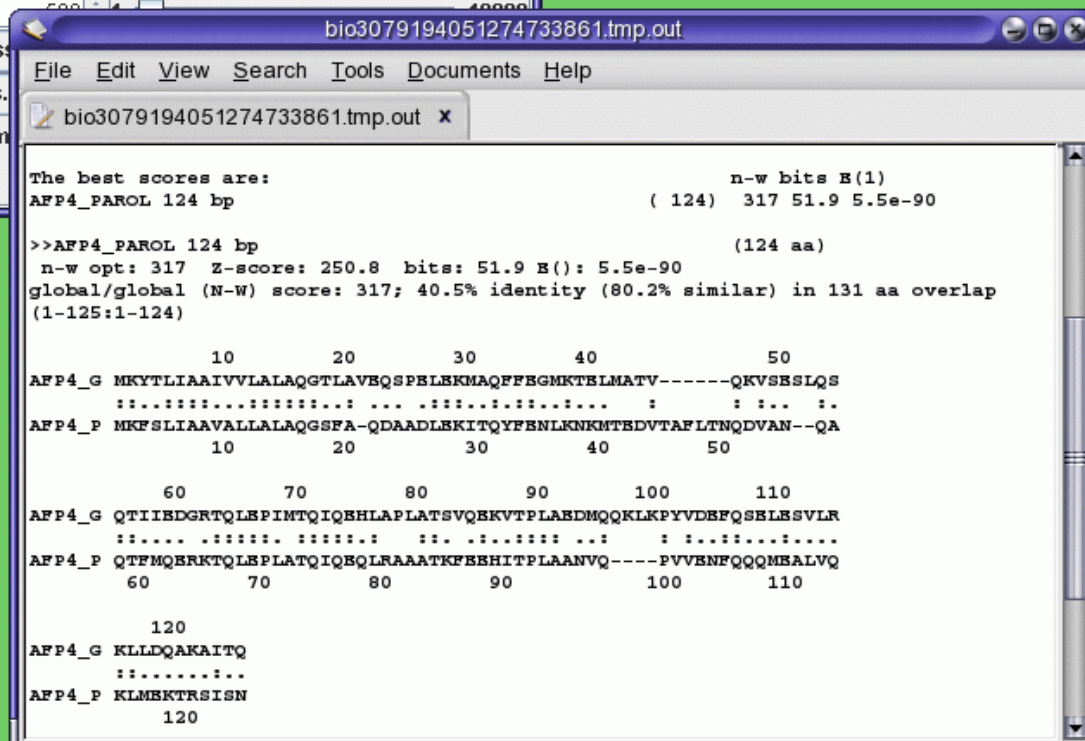 bio3079194051274733861.tmp.out
File Edit View Search Tools Documents Help
bio3079194051274733861.tmp.out x
The best scores are:                                      n-w bits E(1)
AFP4_PAROL 124 bp                                  ( 124)  317 51.9 5.5e-90
>>AFP4_PAROL 124 bp                                       (124 aa)
 n-w opt: 317  Z-score: 250.8  bits: 51.9 E(): 5.5e-90
global/global (N-W) score: 317; 40.5% identity (80.2% similar) in 131 aa overlap
(1-125:1-124)
               10        20        30        40               50
AFP4_G MKYTLIAAIVVLALAQGTLAVEQSPELEKMAQFFEGMKTELMATV------QKVSESLQS
       ::..::::...::::::..: ... .:::..:.::..:...   :      : :..  :.
AFP4_P MKFSLIAAVALLALAQGSFA-QDAADLEKITQYFENLKNKMTEDVTAFLTNQDVAN--QA
               10        20         30        40        50
           60        70        80        90       100       110
AFP4_G QTIIEDGRTQLEPIMTQIQEHLAPLATSVQEKVTPLAEDMQQKLKPYVDEFQSELESVLR
       ::.... .:::::. :::::.:   ::. .:..:::: ..:    : :..::...:....
AFP4_P QTFMQERKTQLEPLATQIQEQLRAAATKFEEHITPLAANVQ----PVVENFQQQMEALVQ
        60        70        80        90           100       110
          120
AFP4_G KLLDQAKAITQ
       ::.......:..
AFP4_P KLMEKTRSISN
           120